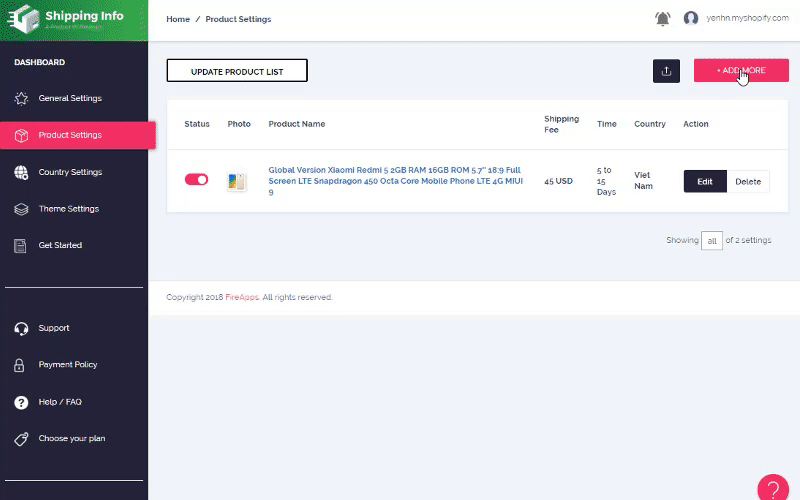 Shipping Info
Home / Product Settings
yenhn.myshopify.com
DASHBOARD
General Settings
Product Settings
Country Settings
Theme Settings
Get Started
Support
Payment Policy
Help / FAQ
Choose your plan
UPDATE PRODUCT LIST
+ ADD MORE
Status
Photo
Product Name
Shipping
Fee
Time
Country
Action
Global Version Xiaomi Redmi 5 2GB RAM 16GB ROM 5.7" 18:9 Full
Screen LTE Snapdragon 450 Octa Core Mobile Phone LTE 4G MIUI
9
45 USD
5 to
15
Days
Viet
Nam
Edit
Delete
Showing all of 2 settings
Copyright 2018 FireApps. All rights reserved.
?